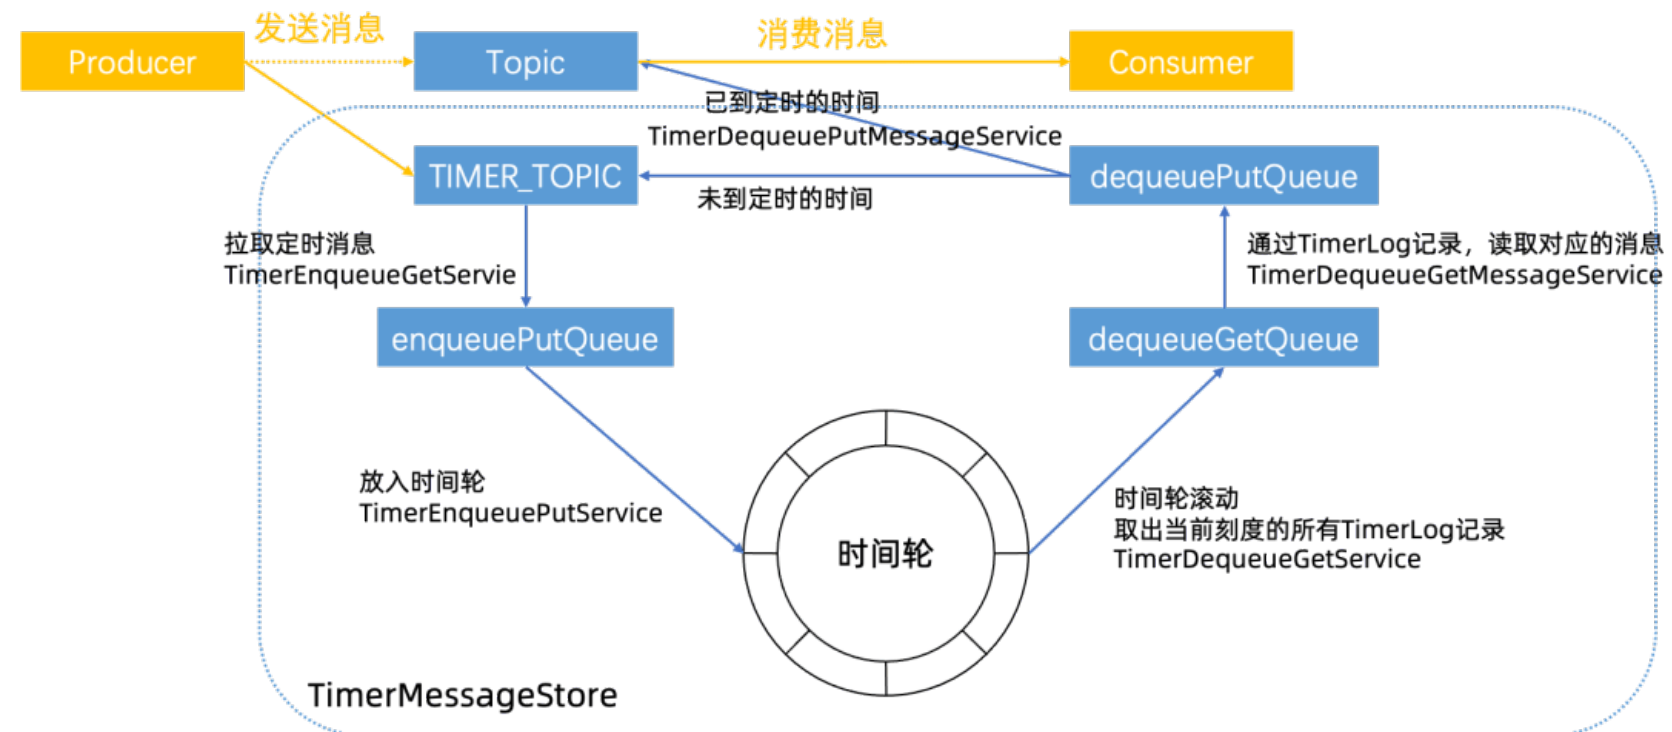 发送消息
消费消息
Producer
Topic
Consumer
已到定时的时间
TimerDequeuePutMessageService
TIMER_TOPIC
dequeuePutQueue
未到定时的时间
拉取定时消息
TimerEnqueueGetServie
通过TimerLog记录，读取对应的消息
TimerDequeueGetMessageService
enqueuePutQueue
dequeueGetQueue
放入时间轮
TimerEnqueuePutService
时间轮
时间轮滚动
取出当前刻度的所有TimerLog记录
TimerDequeueGetService
TimerMessageStore